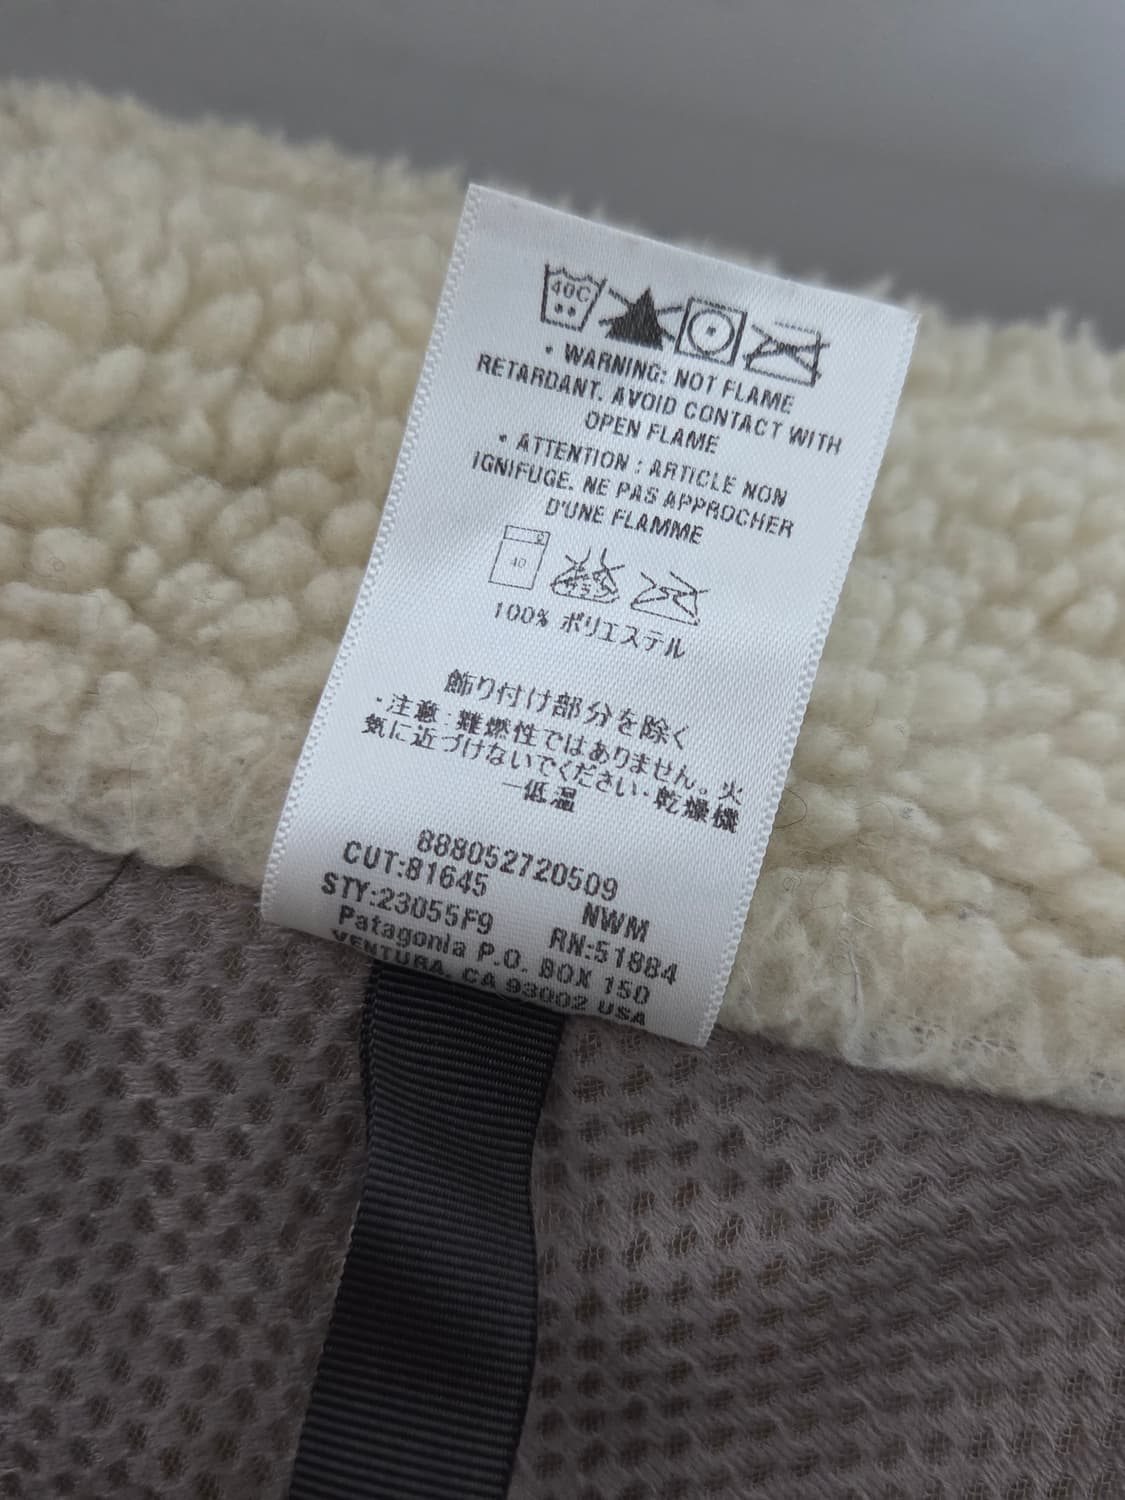 40C
• WARNING: NOT FLAME
RETARDANT. AVOID CONTACT WITH
OPEN FLAME
• ATTENTION : ARTICLE NON
IGNIFUGE. NE PAS APPROCHER
D'UNE FLAMME
40
100% ポリエステル
飾り付け部分を除く
・注意：難燃性ではありません。火
気に近づけないでください・乾燥機
－低温
888052720509
CUT:81645 NWM
STY:23055F9 RN:51884
Patagonia P.O. BOX 150
VENTURA, CA 93002 USA